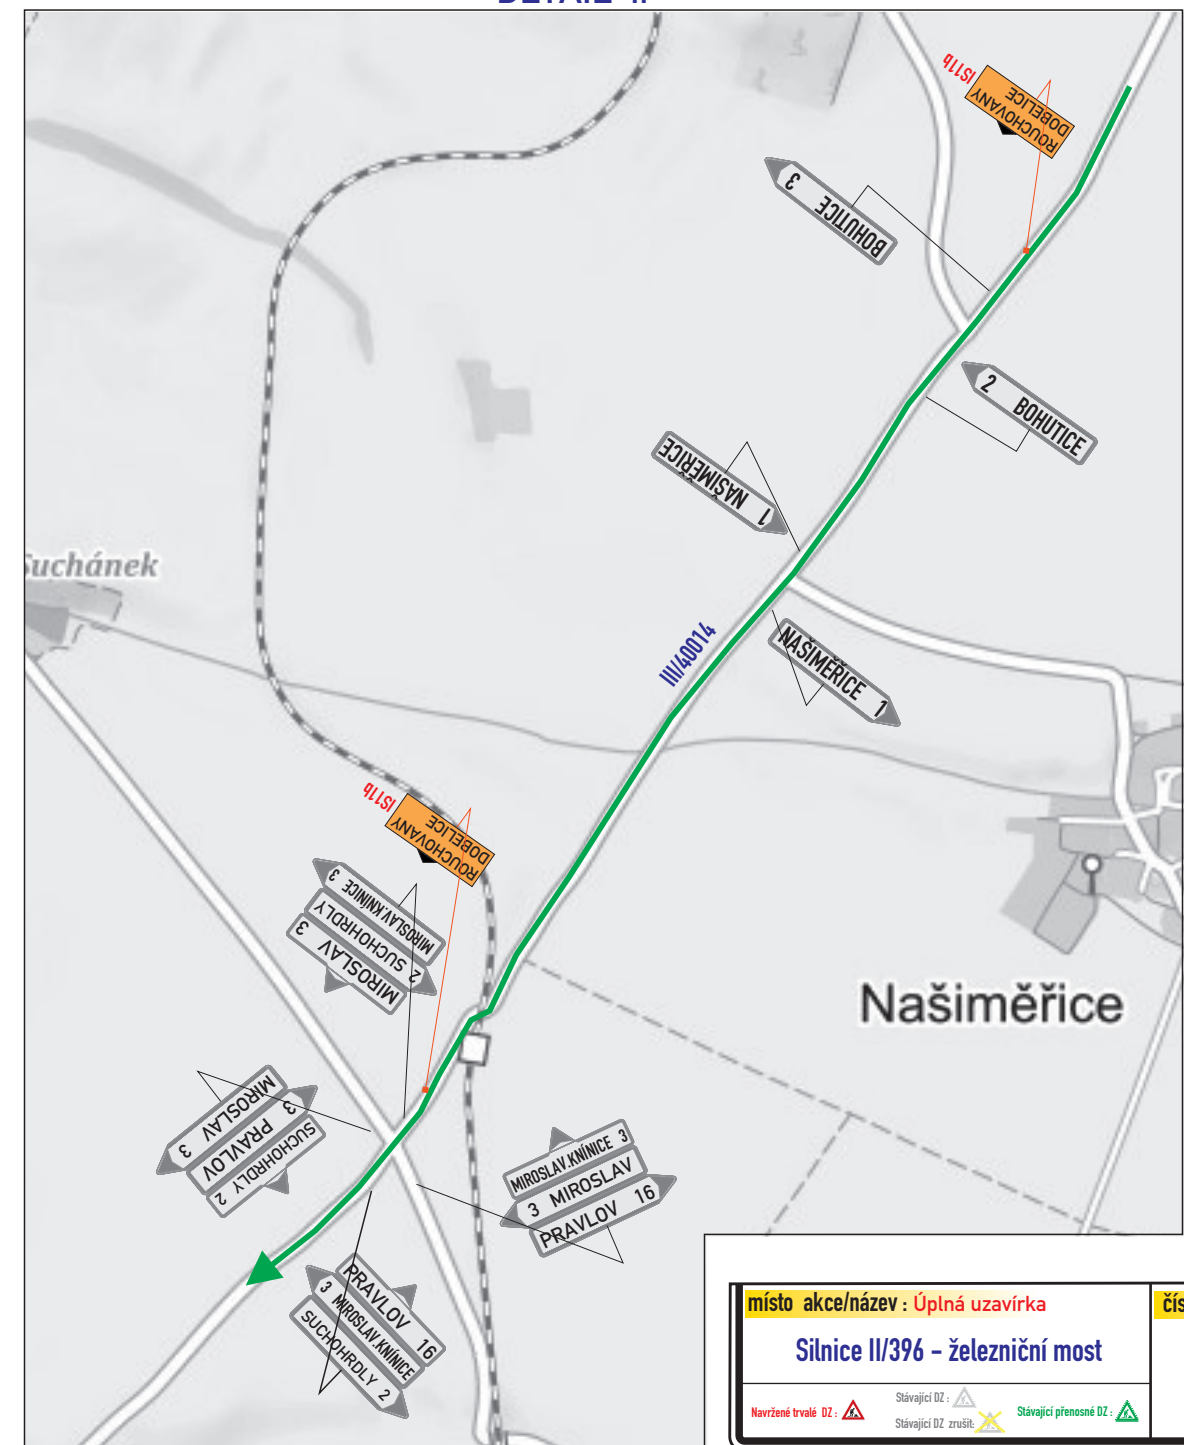 IS11b
ROUCHOVANY
DOBELICE
BOHUTICE 3
2 BOHUTICE
NAŠIMĚŘICE 1
NAŠIMĚŘICE 1
III/40014
IS11b
ROUCHOVANY
DOBELICE
MIROSLAV
3
2 SUCHOHRDLY
MIROSLAV.KNÍNICE 3
Našiměřice
MIROSLAV 3
PRAVLOV 3
SUCHOHRDLY 2
MIROSLAV.KNÍNICE 3
3 MIROSLAV
PRAVLOV 16
PRAVLOV 16
3 MIROSLAV.KNÍNICE
SUCHOHRDLY 2
místo akce/název : Úplná uzavírka
Silnice II/396 - železniční most
Navržené trvalé DZ :
Stávající DZ :
Stávající DZ zrušit:
Stávající přenosné DZ :